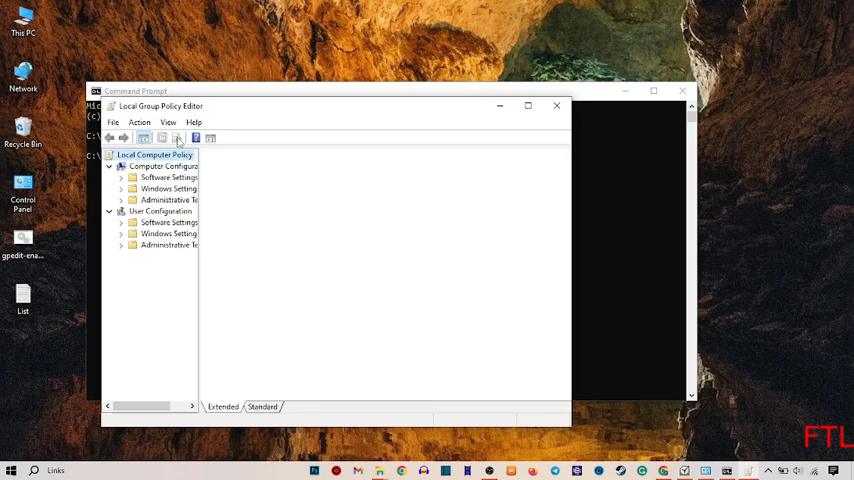 This PC
Network
Recycle Bin
Control
Panel
gpedit-ena...
List
Command Prompt
Mic
(c)
C:\
C:\
Local Group Policy Editor
File Action View Help
Local Computer Policy
Computer Configura
Software Settings
Windows Setting
Administrative Te
User Configuration
Software Settings
Windows Setting
Administrative Te
Extended Standard
FTL
Links